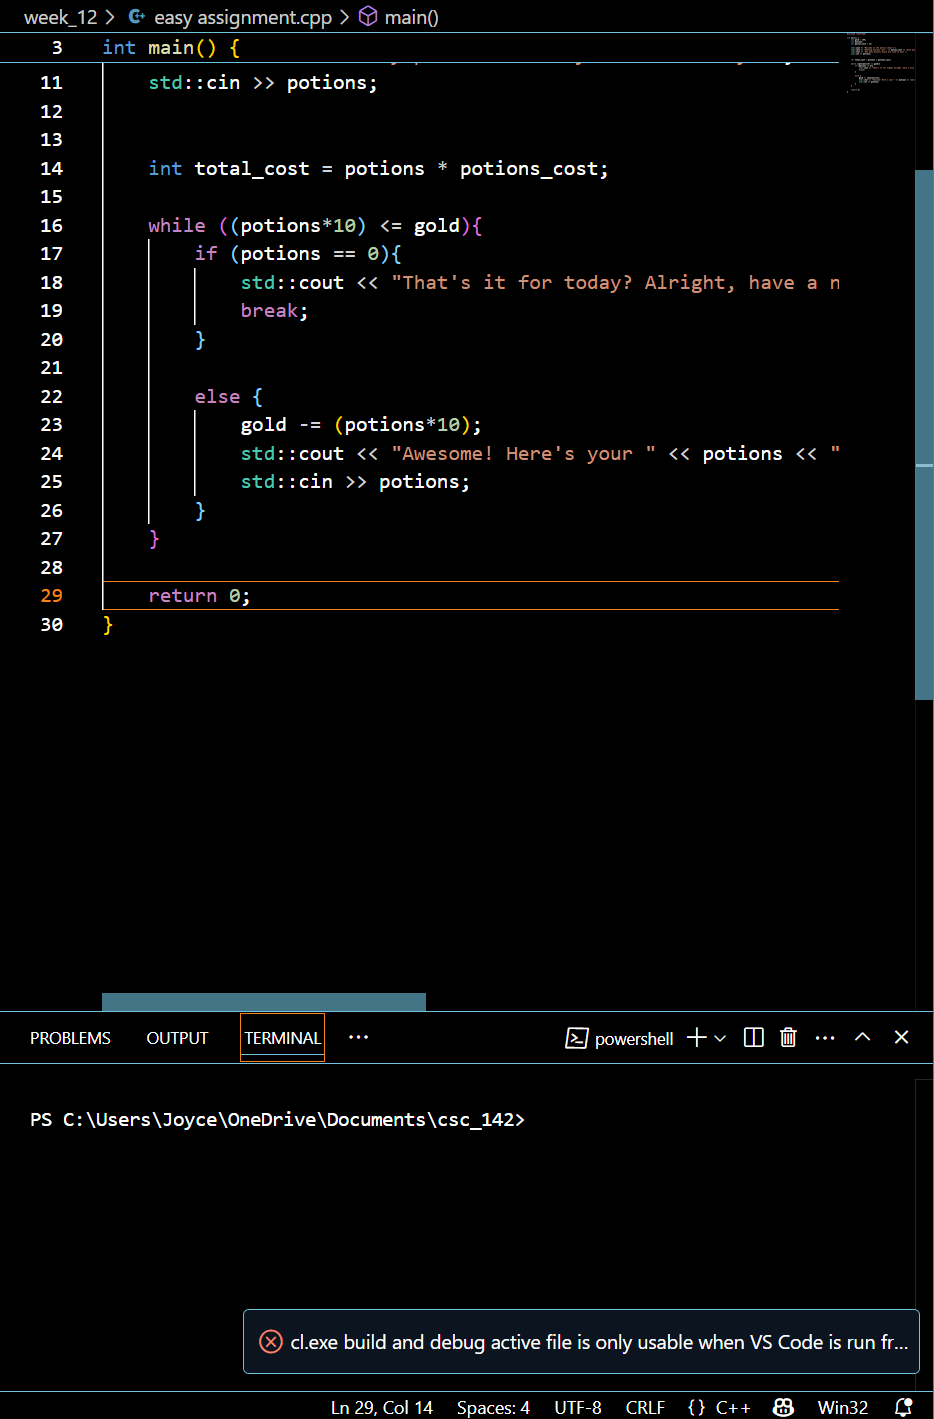 week_12 > easy assignment.cpp > main()
3 int main() {
11 std::cin >> potions;
12
13
14 int total_cost = potions * potions_cost;
15
16 while ((potions*10) <= gold){
17 if (potions == 0){
18 std::cout << "That's it for today? Alright, have a n
19 break;
20 }
21
22 else {
23 gold -= (potions*10);
24 std::cout << "Awesome! Here's your " << potions << "
25 std::cin >> potions;
26 }
27 }
28
29 return 0;
30 }
PROBLEMS OUTPUT TERMINAL ··· powershell
PS C:\Users\Joyce\OneDrive\Documents\csc_142>
cl.exe build and debug active file is only usable when VS Code is run fr...
Ln 29, Col 14 Spaces: 4 UTF-8 CRLF {} C++ Win32